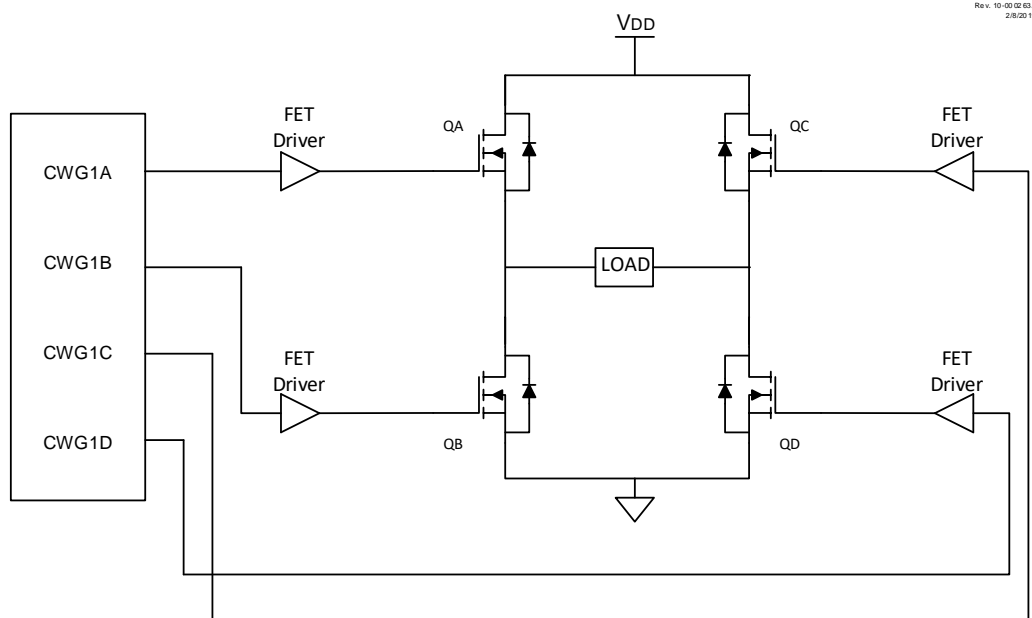 Rev. 10-000263
2/8/201
VDD
FET
Driver
QA
QC
FET
Driver
CWG1A
CWG1B
LOAD
CWG1C
FET
Driver
FET
Driver
CWG1D
QB
QD